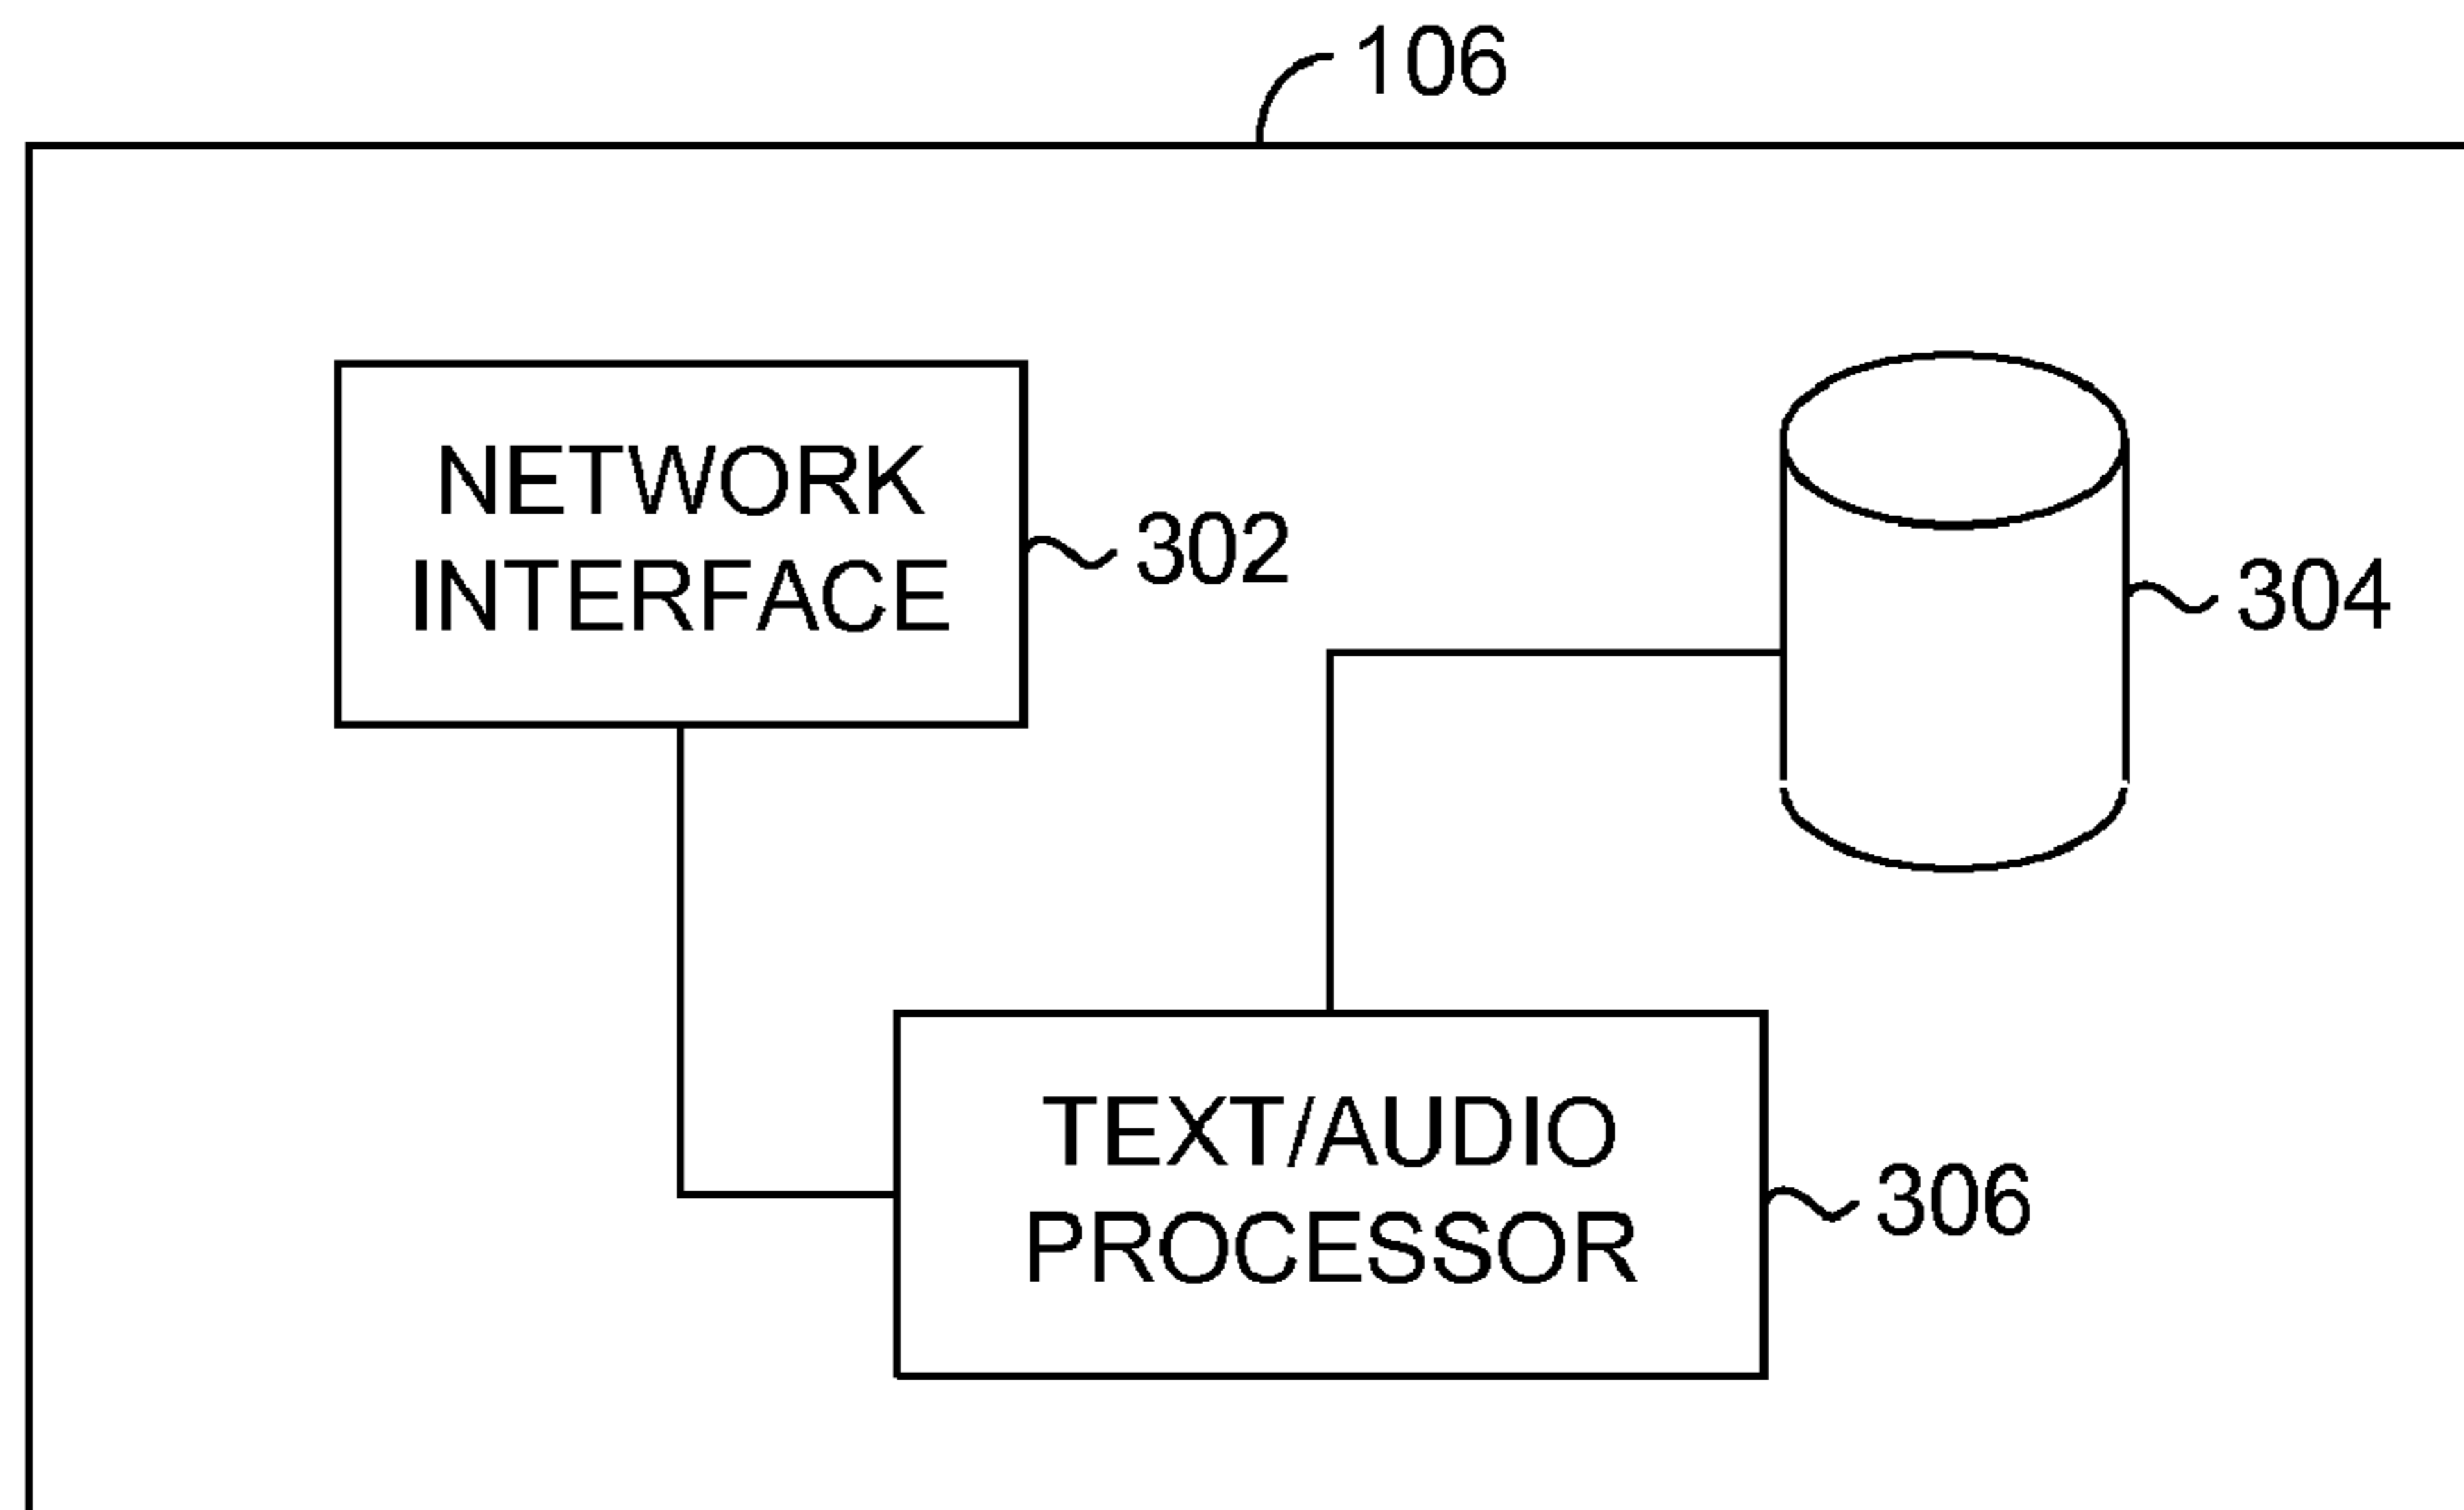 106
NETWORK
INTERFACE
302
304
TEXT/AUDIO
PROCESSOR
306